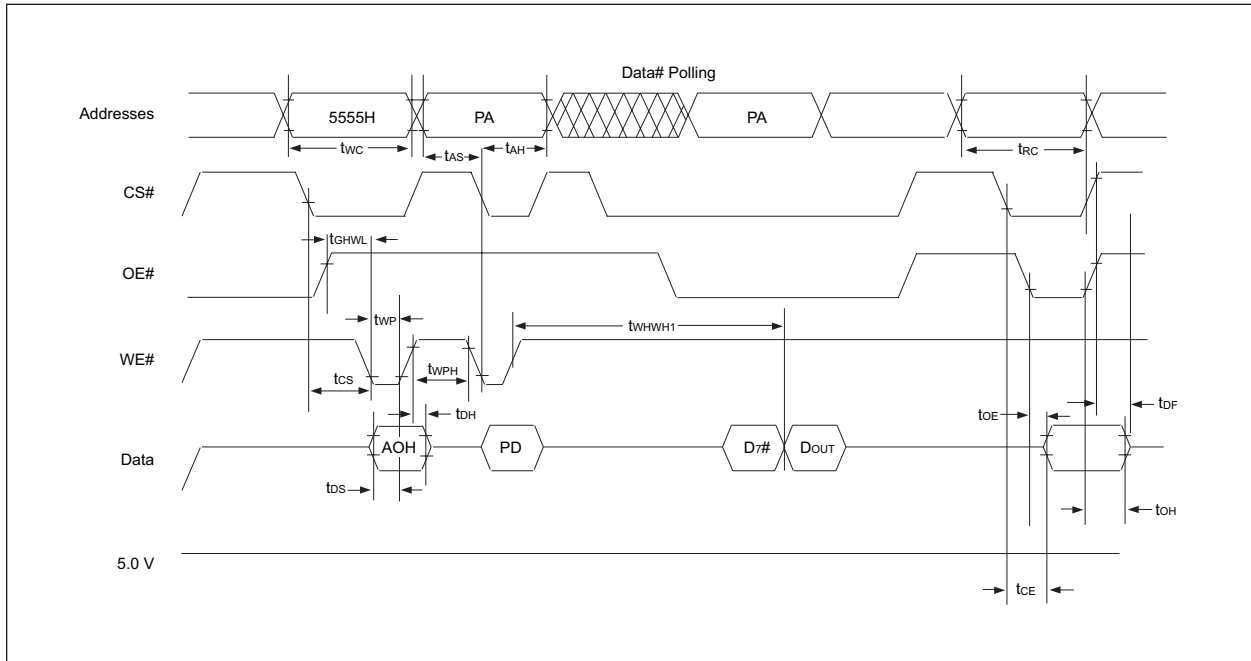 Data# Polling
Addresses
5555H
PA
PA
tWC
tAS
tAH
tRC
CS#
tGHWL
OE#
tWP
tWHWH1
WE#
tCS
tWPH
tDH
tOE
tDF
Data
AOH
PD
D7#
DOUT
tDS
tOH
5.0 V
tCE